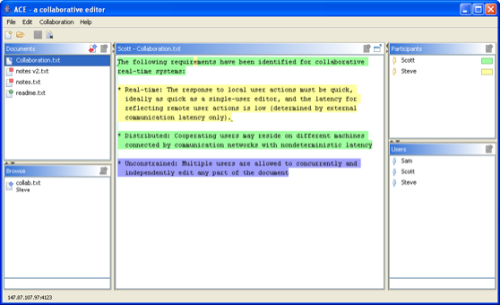 ACE - a collaborative editor
File Edit Collaboration Help
Documents
Collaboration.txt
notes v2.txt
notes.txt
readme.txt
Browse
collab.txt
Steve
Scott - Collaboration.txt
The following requirements have been identified for collaborative
real-time systems:
* Real-time: The response to local user actions must be quick,
ideally as quick as a single-user editor, and the latency for
reflecting remote user actions is low (determined by external
communication latency only).
* Distributed: Cooperating users may reside on different machines
connected by communication networks with nondeterministic latency
* Unconstrained: Multiple users are allowed to concurrently and
independently edit any part of the document
Participants
Scott
Steve
Users
Sam
Scott
Steve
147.87.107.97:4123